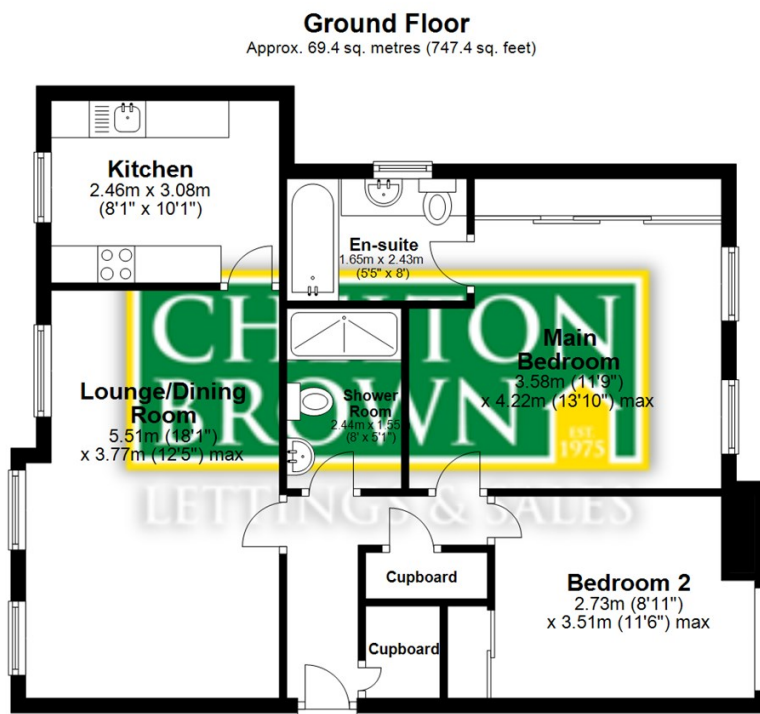 Ground Floor
Approx. 69.4 sq. metres (747.4 sq. feet)
Kitchen
2.46m x 3.08m
(8'1" x 10'1")
En-suite
1.65m x 2.43m
(5'5" x 8')
Main
Bedroom
3.58m (11'9")
x 4.22m (13'10") max
Lounge/Dining
Room
5.51m (18'1")
x 3.77m (12'5") max
Shower
Room
2.44m x 1.55
(8' x 5'1")
BROWN
EST.
1975
LETTINGS & SALES
Cupboard
Cupboard
Bedroom 2
2.73m (8'11")
x 3.51m (11'6") max